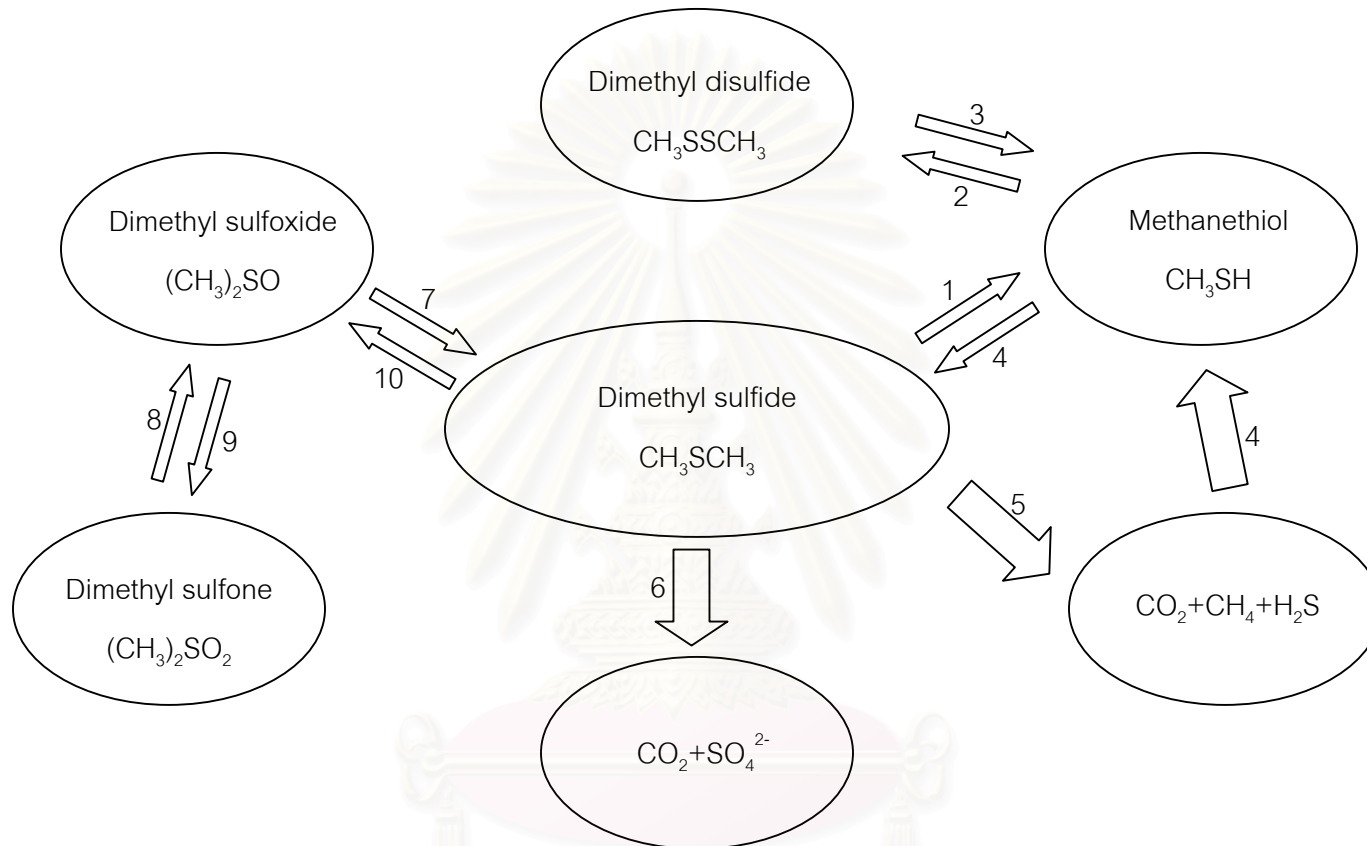 Dimethyl disulfide
CH₃SSCH₃
3
2
Dimethyl sulfoxide
(CH₃)₂SO
Methanethiol
CH₃SH
7
10
1
4
Dimethyl sulfide
CH₃SCH₃
8
9
4
5
6
Dimethyl sulfone
(CH₃)₂SO₂
CO₂+CH₄+H₂S
CO₂+SO₄²⁻